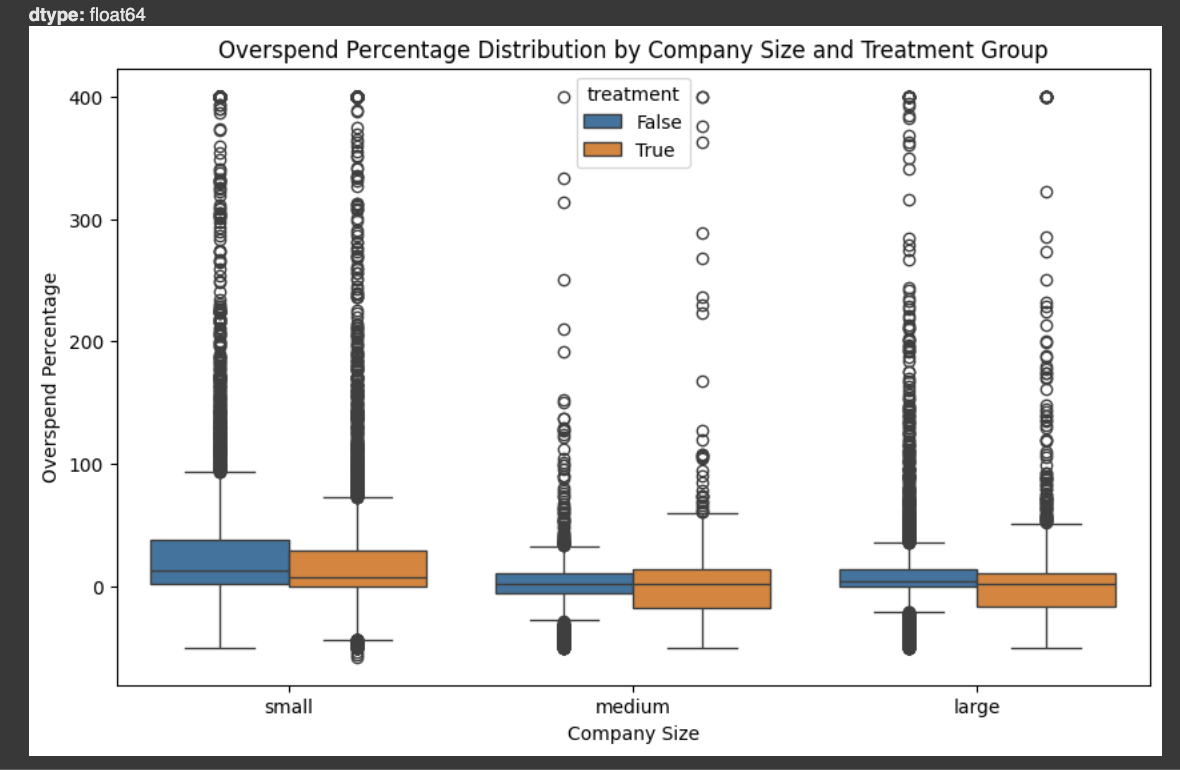 dtype: float64
Overspend Percentage Distribution by Company Size and Treatment Group
treatment
False
True
400
300
200
100
0
Overspend Percentage
small
medium
large
Company Size